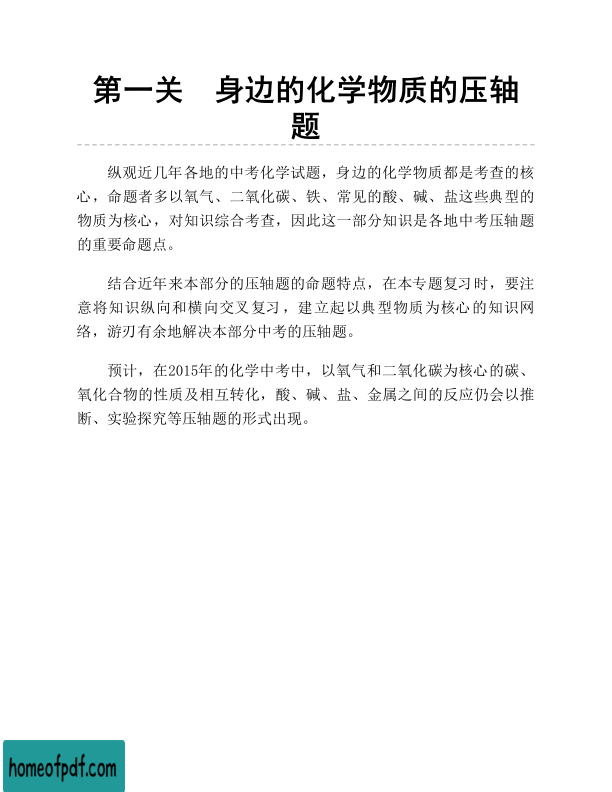 第一关　身边的化学物质的压轴
题
纵观近几年各地的中考化学试题，身边的化学物质都是考查的核
心，命题者多以氧气、二氧化碳、铁、常见的酸、碱、盐这些典型的
物质为核心，对知识综合考查，因此这一部分知识是各地中考压轴题
的重要命题点。
结合近年来本部分的压轴题的命题特点，在本专题复习时，要注
意将知识纵向和横向交叉复习，建立起以典型物质为核心的知识网
络，游刃有余地解决本部分中考的压轴题。
预计，在2015年的化学中考中，以氧气和二氧化碳为核心的碳、
氧化合物的性质及相互转化，酸、碱、盐、金属之间的反应仍会以推
断、实验探究等压轴题的形式出现。
homeofpdf.com